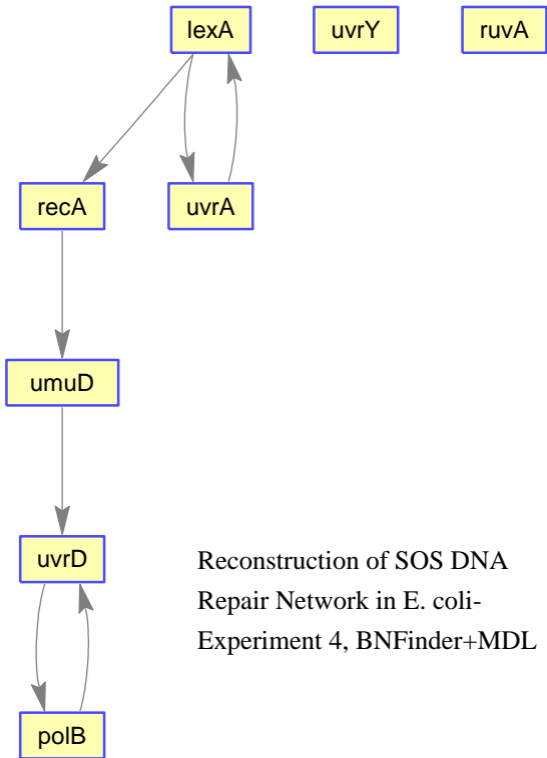 lexA uvrY ruvA
recA uvrA
umuD
uvrD
Reconstruction of SOS DNA
Repair Network in E. coli-
Experiment 4, BNFinder+MDL
polB